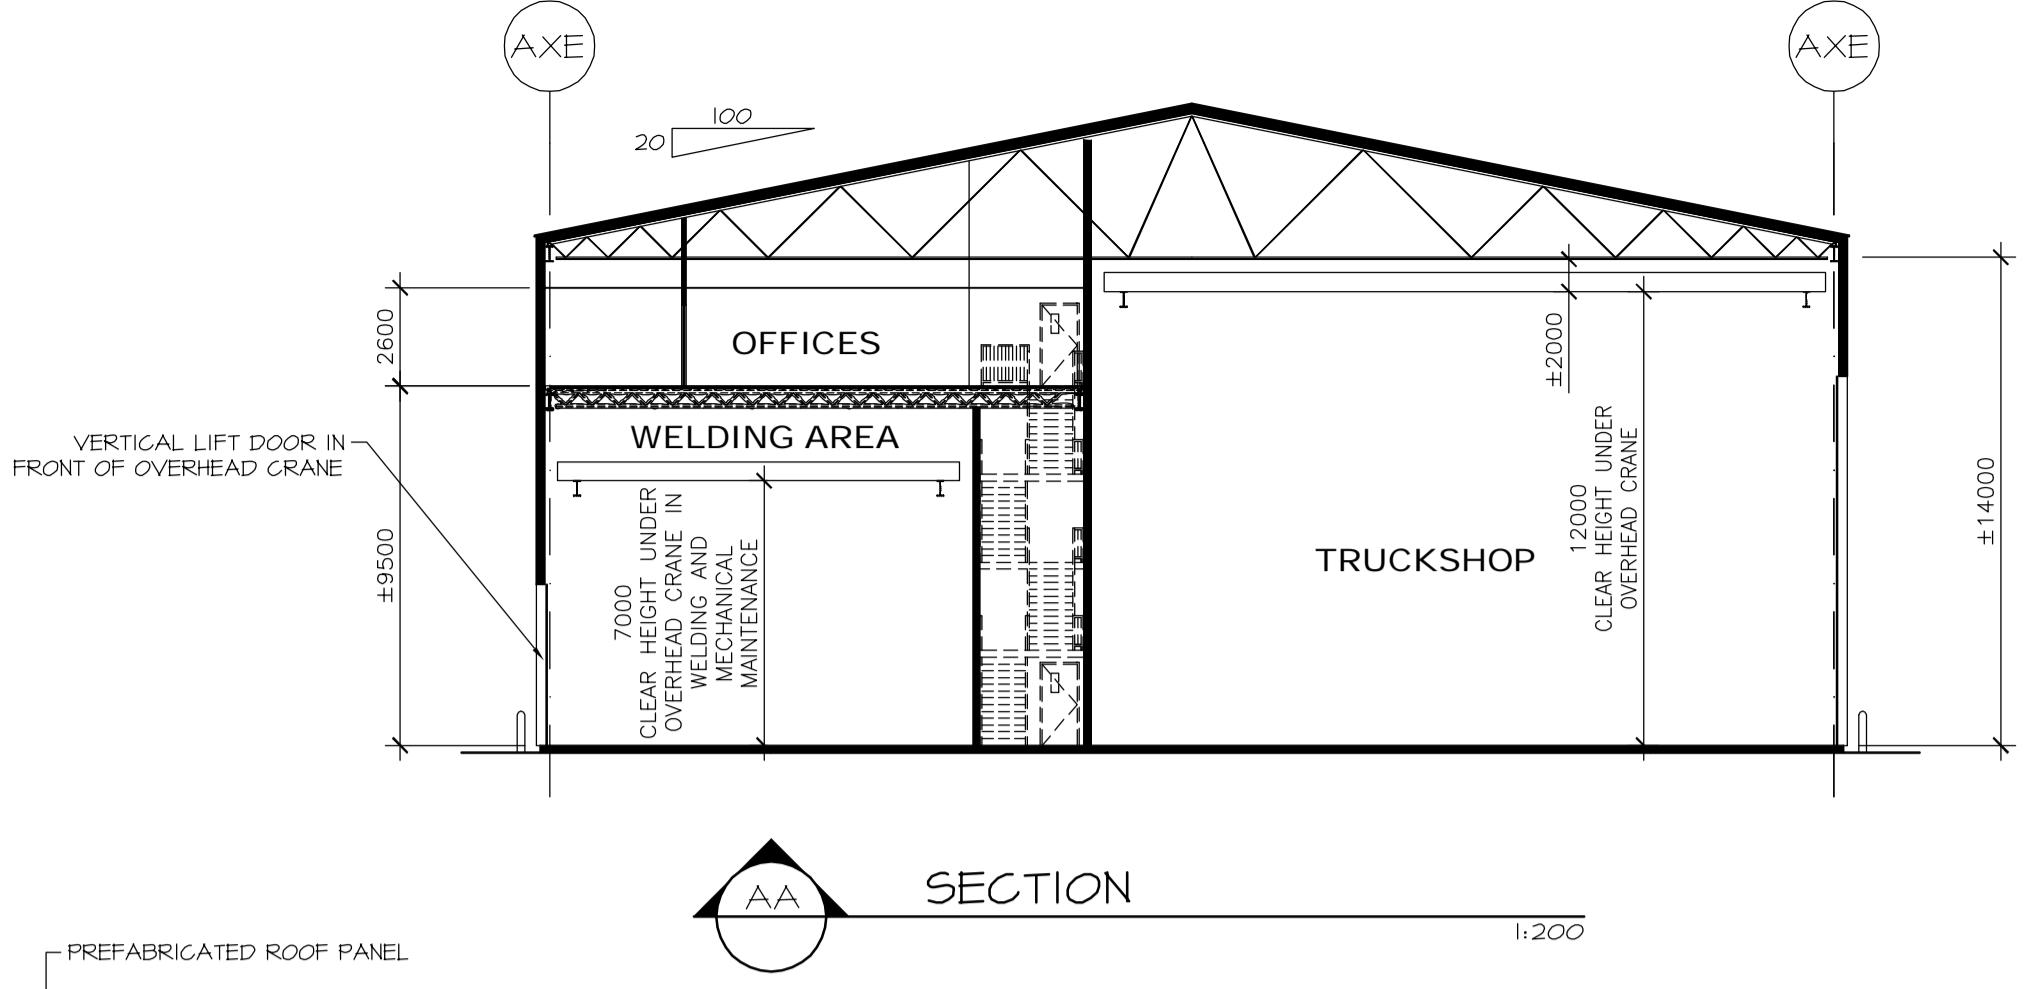 AXE
AXE
100
20
2600
OFFICES
±2000
WELDING AREA
VERTICAL LIFT DOOR IN
FRONT OF OVERHEAD CRANE
±9500
7000
CLEAR HEIGHT UNDER
OVERHEAD CRANE IN
WELDING AND
MECHANICAL
MAINTENANCE
TRUCKSHOP
12000
CLEAR HEIGHT UNDER
OVERHEAD CRANE
±14000
AA
SECTION
1:200
PREFABRICATED ROOF PANEL